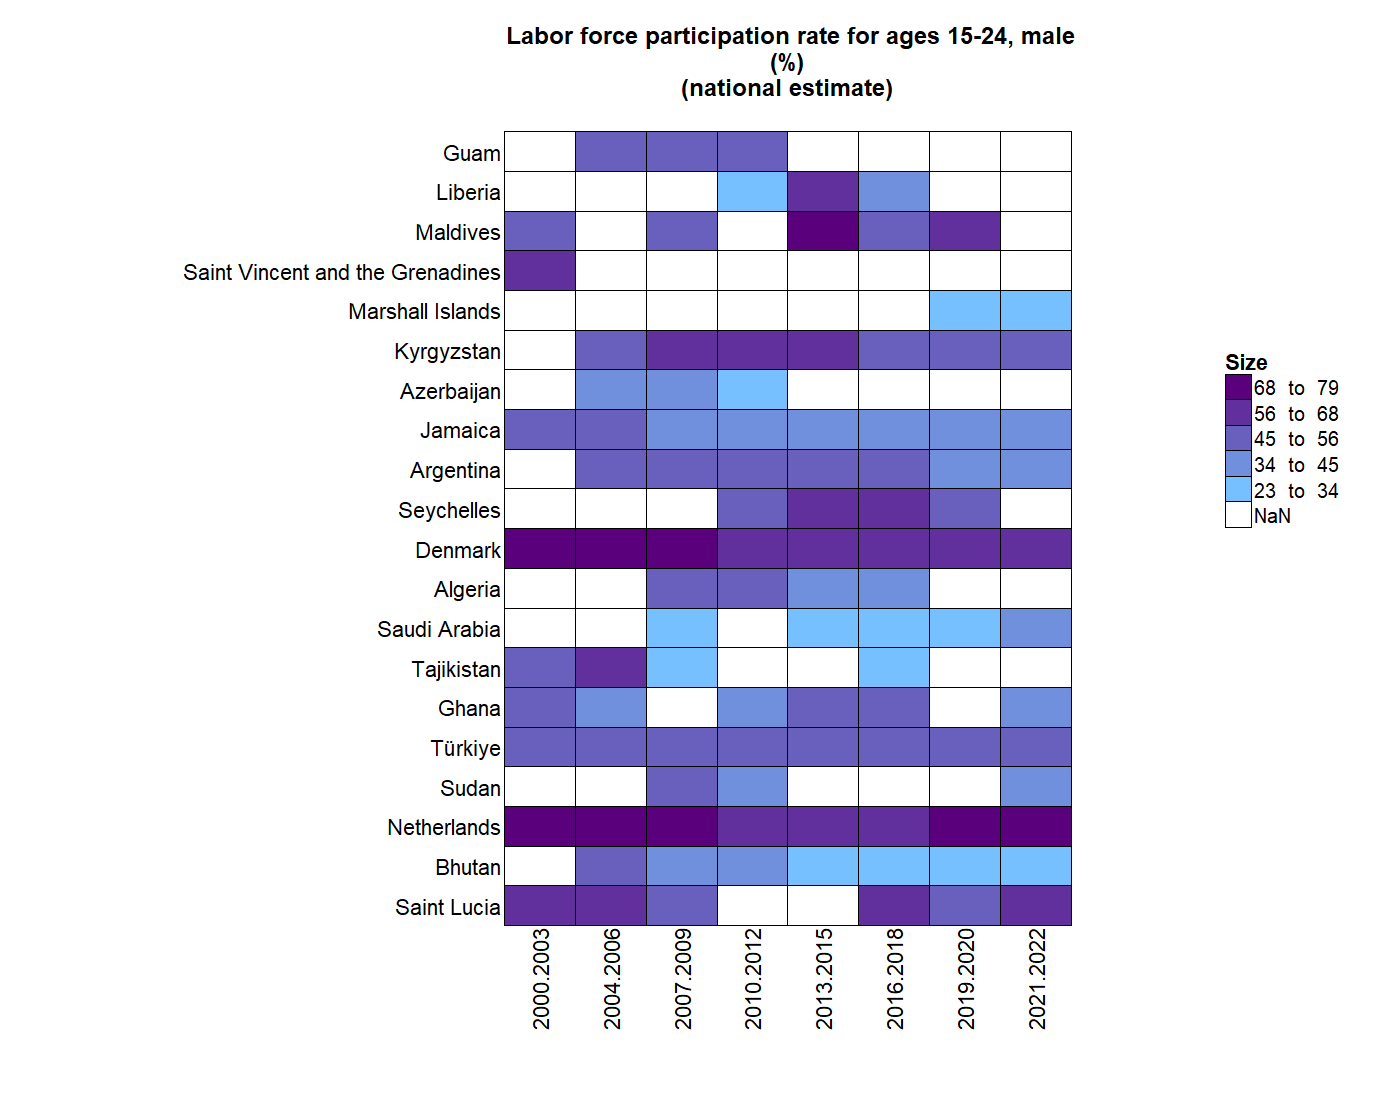 Labor force participation rate for ages 15-24, male
(%)
(national estimate)
Guam
Liberia
Maldives
Saint Vincent and the Grenadines
Marshall Islands
Kyrgyzstan
Azerbaijan
Jamaica
Argentina
Seychelles
Denmark
Algeria
Saudi Arabia
Tajikistan
Ghana
Türkiye
Sudan
Netherlands
Bhutan
Saint Lucia
2000.2003
2004.2006
2007.2009
2010.2012
2013.2015
2016.2018
2019.2020
2021.2022
Size
68 to 79
56 to 68
45 to 56
34 to 45
23 to 34
NaN